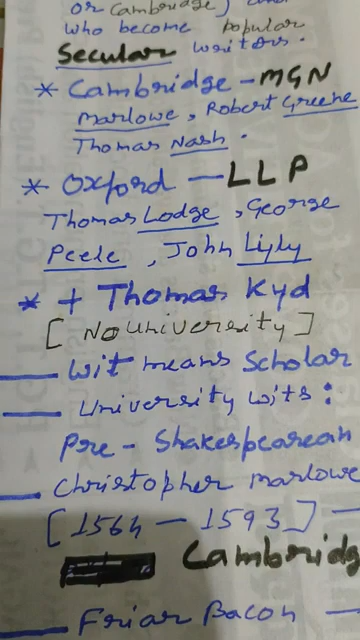 or Cambridge) and
who become popular
Secular writers.
* Cambridge - MGN
Marlowe, Robert Greene
Thomas Nash.
* Oxford — LLP
Thomas Lodge, George
Peele, John Lyly
* + Thomas Kyd
[No University]
— Wit means Scholar
— University wits:
Pre - Shakespearean
— Christopher Marlowe
[1564 — 1593] —
Cambridg
— Friar Bacon —